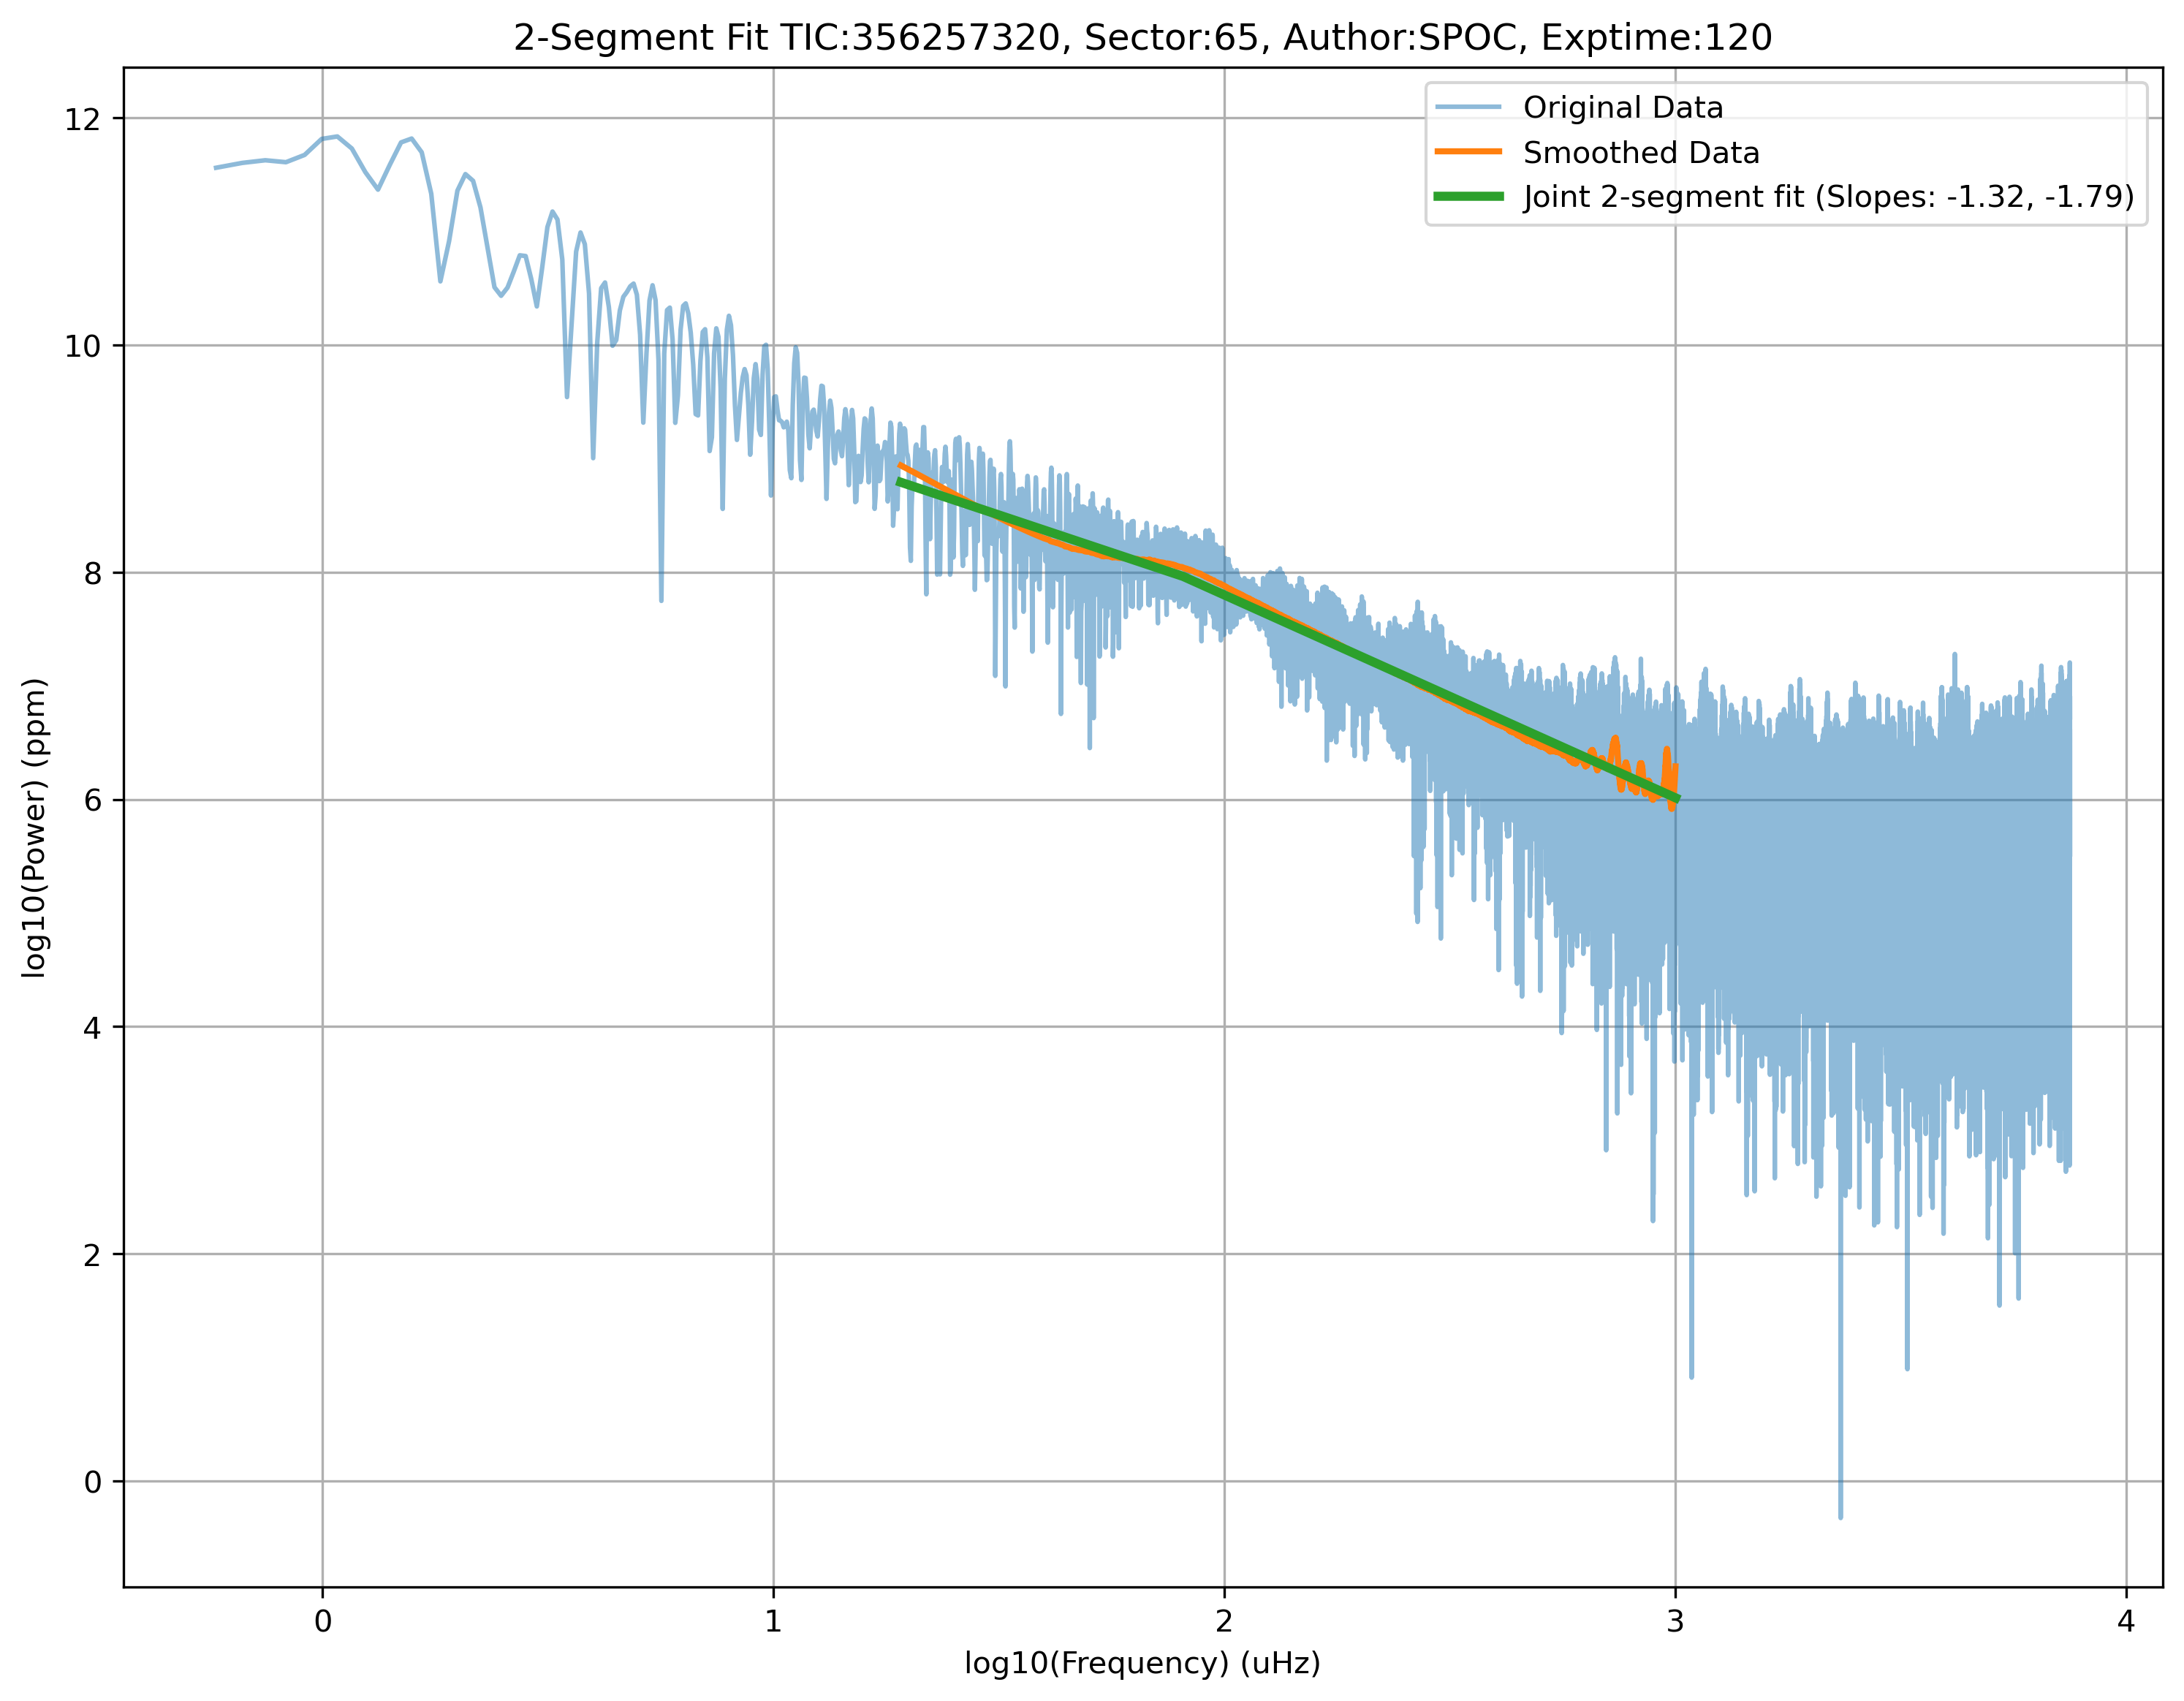 2-Segment Fit TIC:356257320, Sector:65, Author:SPOC, Exptime:120
Original Data
Smoothed Data
Joint 2-segment fit (Slopes: -1.32, -1.79)
log10(Power) (ppm)
12
10
8
6
4
2
0
0 1 2 3 4
log10(Frequency) (uHz)